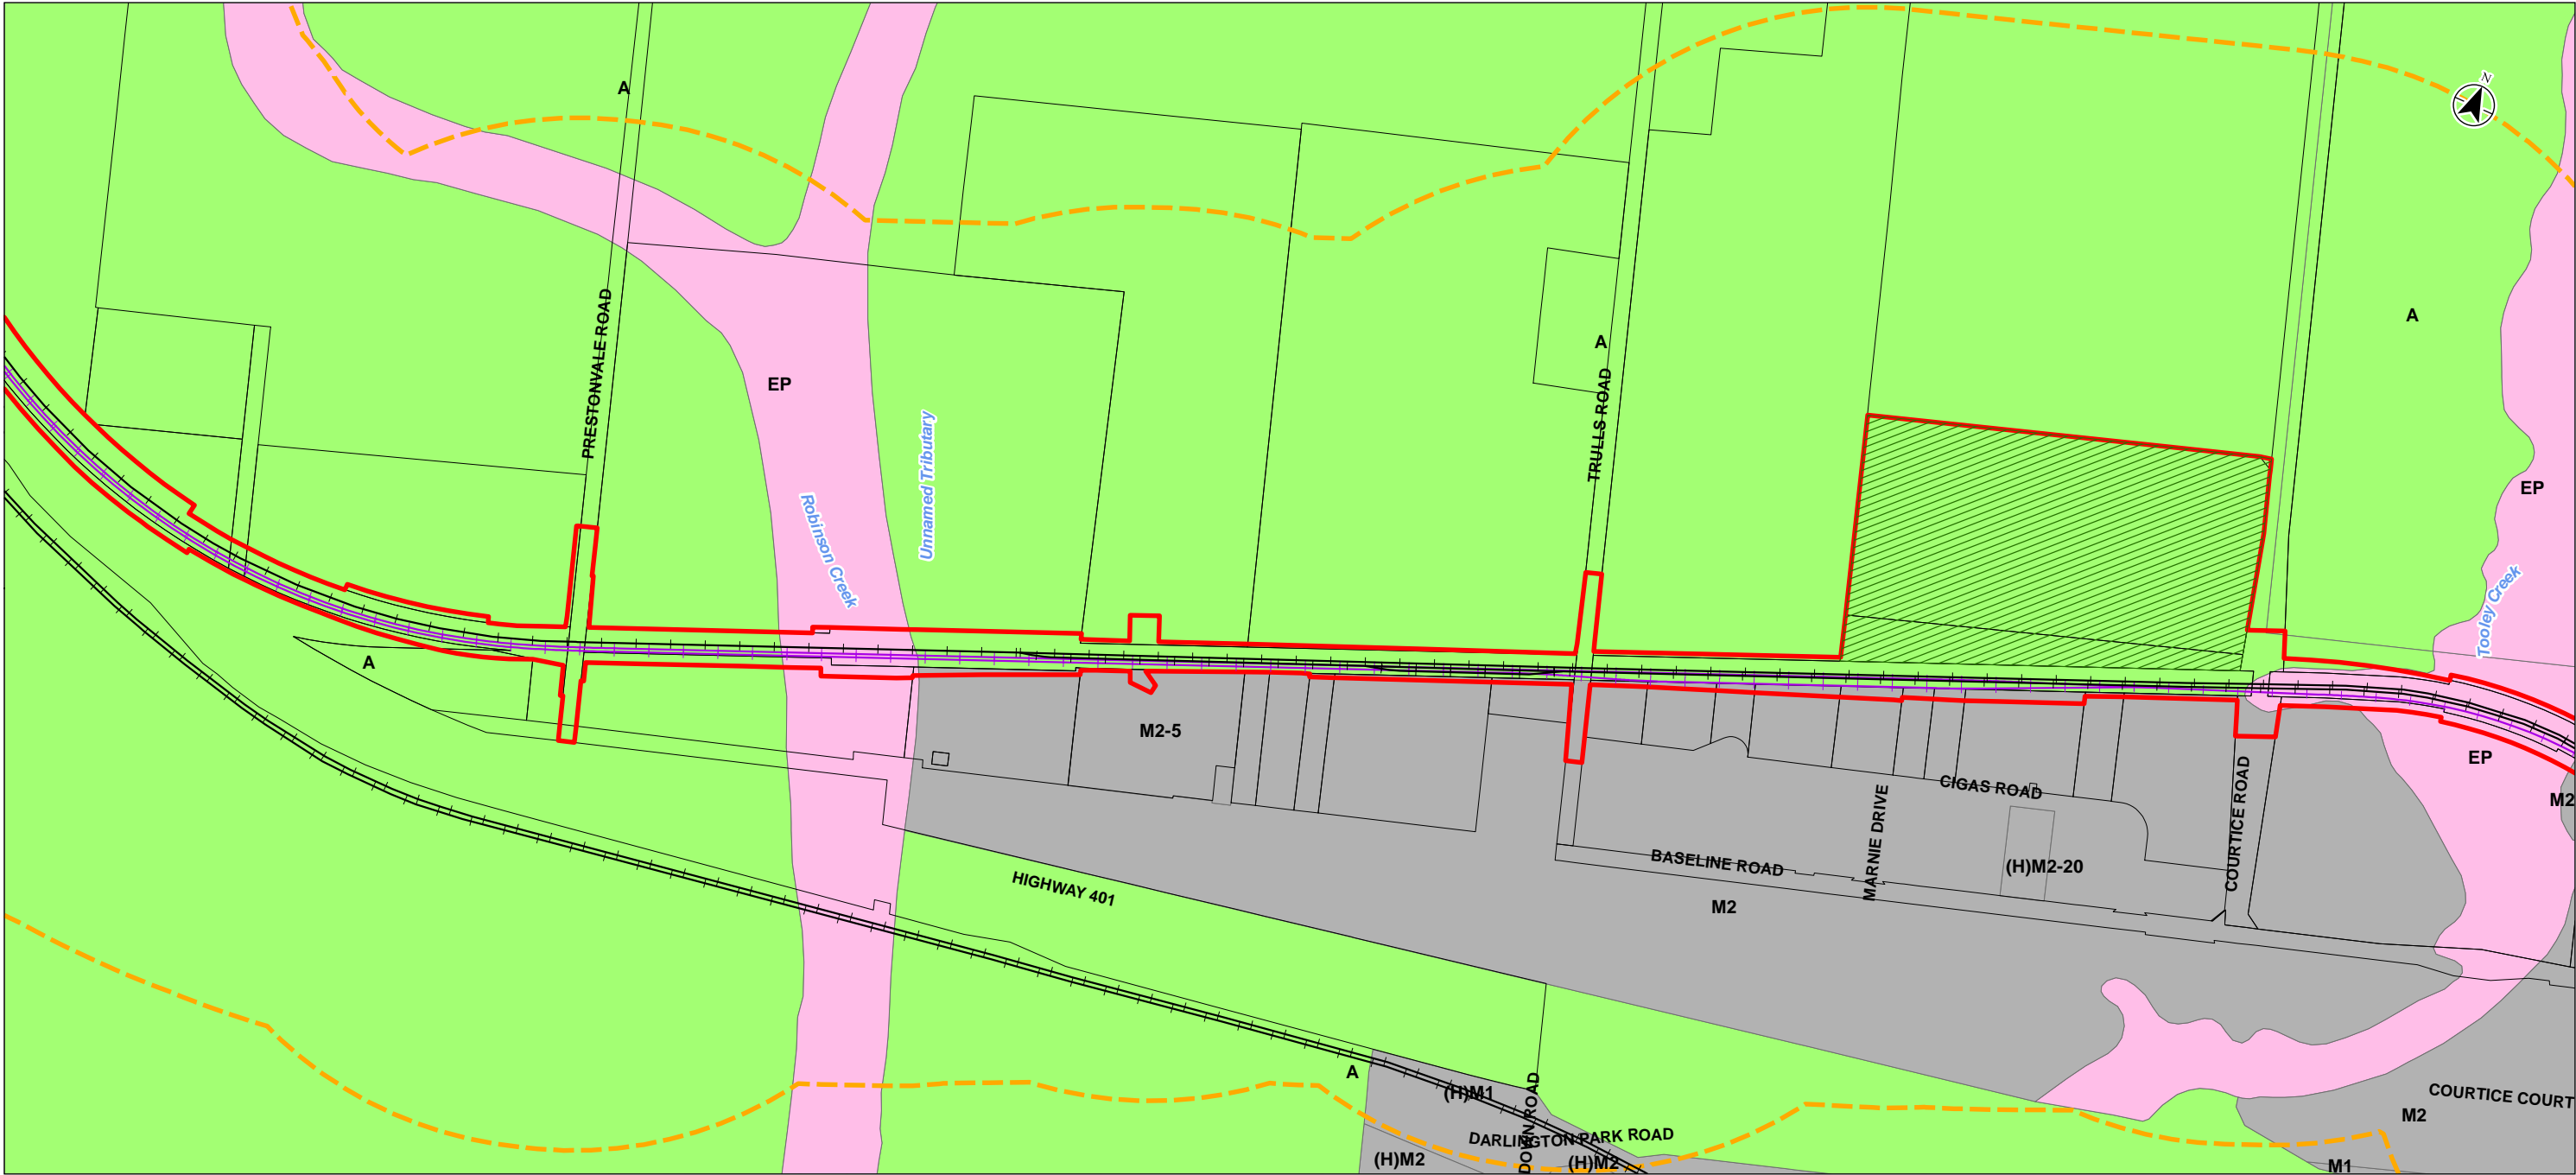 N
A
A
PRESTONVALE ROAD
A
EP
TRULLS ROAD
Unnamed Tributary
Robinson Creek
EP
Tooley Creek
A
M2-5
EP
CIGAS ROAD
M2
COURTICE ROAD
MARNIE DRIVE
BASELINE ROAD
(H)M2-20
HIGHWAY 401
M2
A
(H)M1
COURTICE COURT
M2
DOWN ROAD
DARLINGTON PARK ROAD
(H)M2
(H)M2
M1